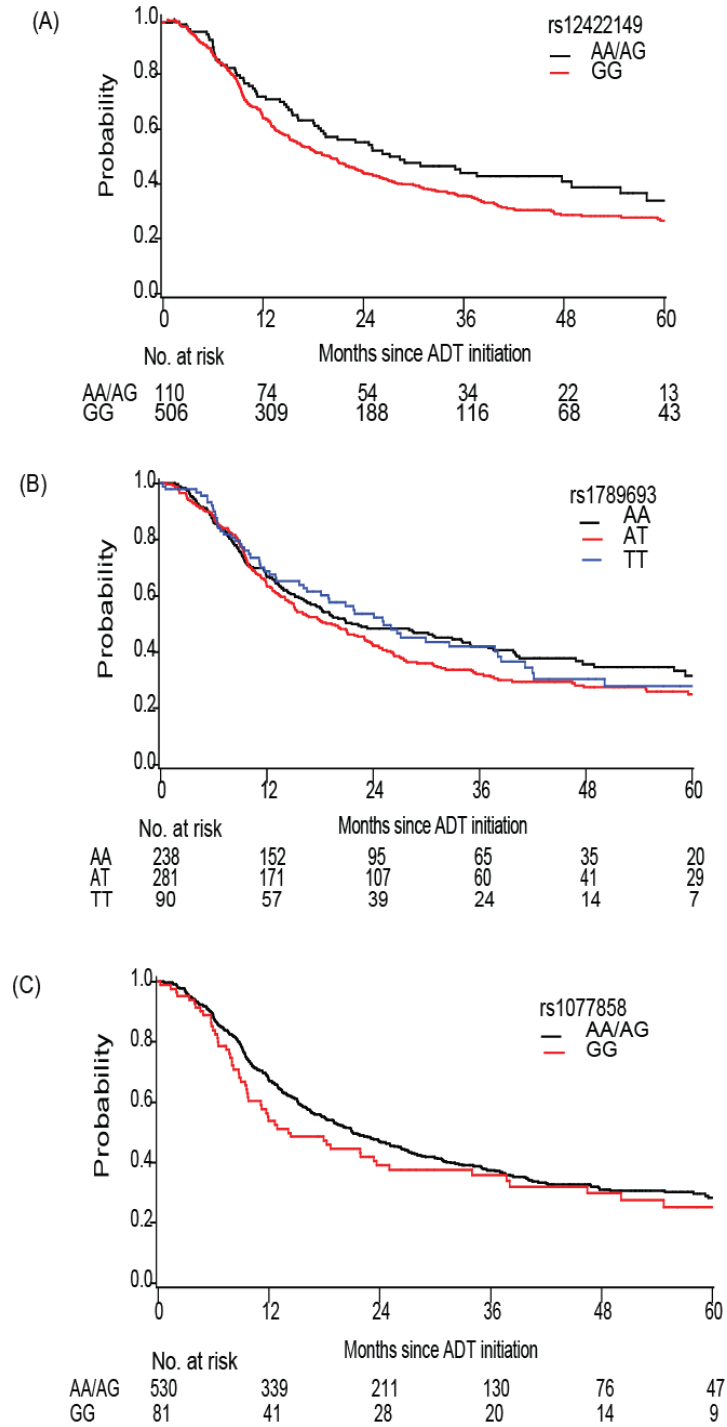 (A)
rs12422149
AA/AG
GG
Probability
1.0
0.8
0.6
0.4
0.2
0.0
0 12 24 36 48 60
No. at risk Months since ADT initiation
AA/AG 110 74 54 34 22 13
GG 506 309 188 116 68 43
(B)
rs1789693
AA
AT
TT
Probability
1.0
0.8
0.6
0.4
0.2
0.0
0 12 24 36 48 60
No. at risk Months since ADT initiation
AA 238 152 95 65 35 20
AT 281 171 107 60 41 29
TT 90 57 39 24 14 7
(C)
rs1077858
AA/AG
GG
Probability
1.0
0.8
0.6
0.4
0.2
0.0
0 12 24 36 48 60
No. at risk Months since ADT initiation
AA/AG 530 339 211 130 76 47
GG 81 41 28 20 14 9